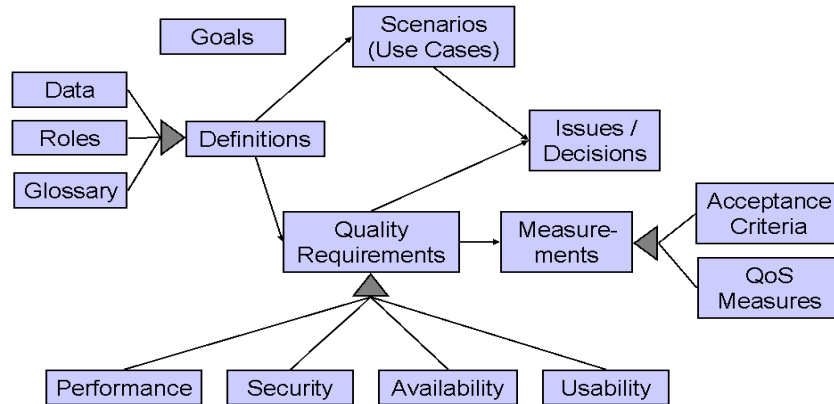 Goals
Scenarios
(Use Cases)
Data
Roles
Glossary
Definitions
Issues /
Decisions
Quality
Requirements
Measure-
ments
Acceptance
Criteria
QoS
Measures
Performance
Security
Availability
Usability